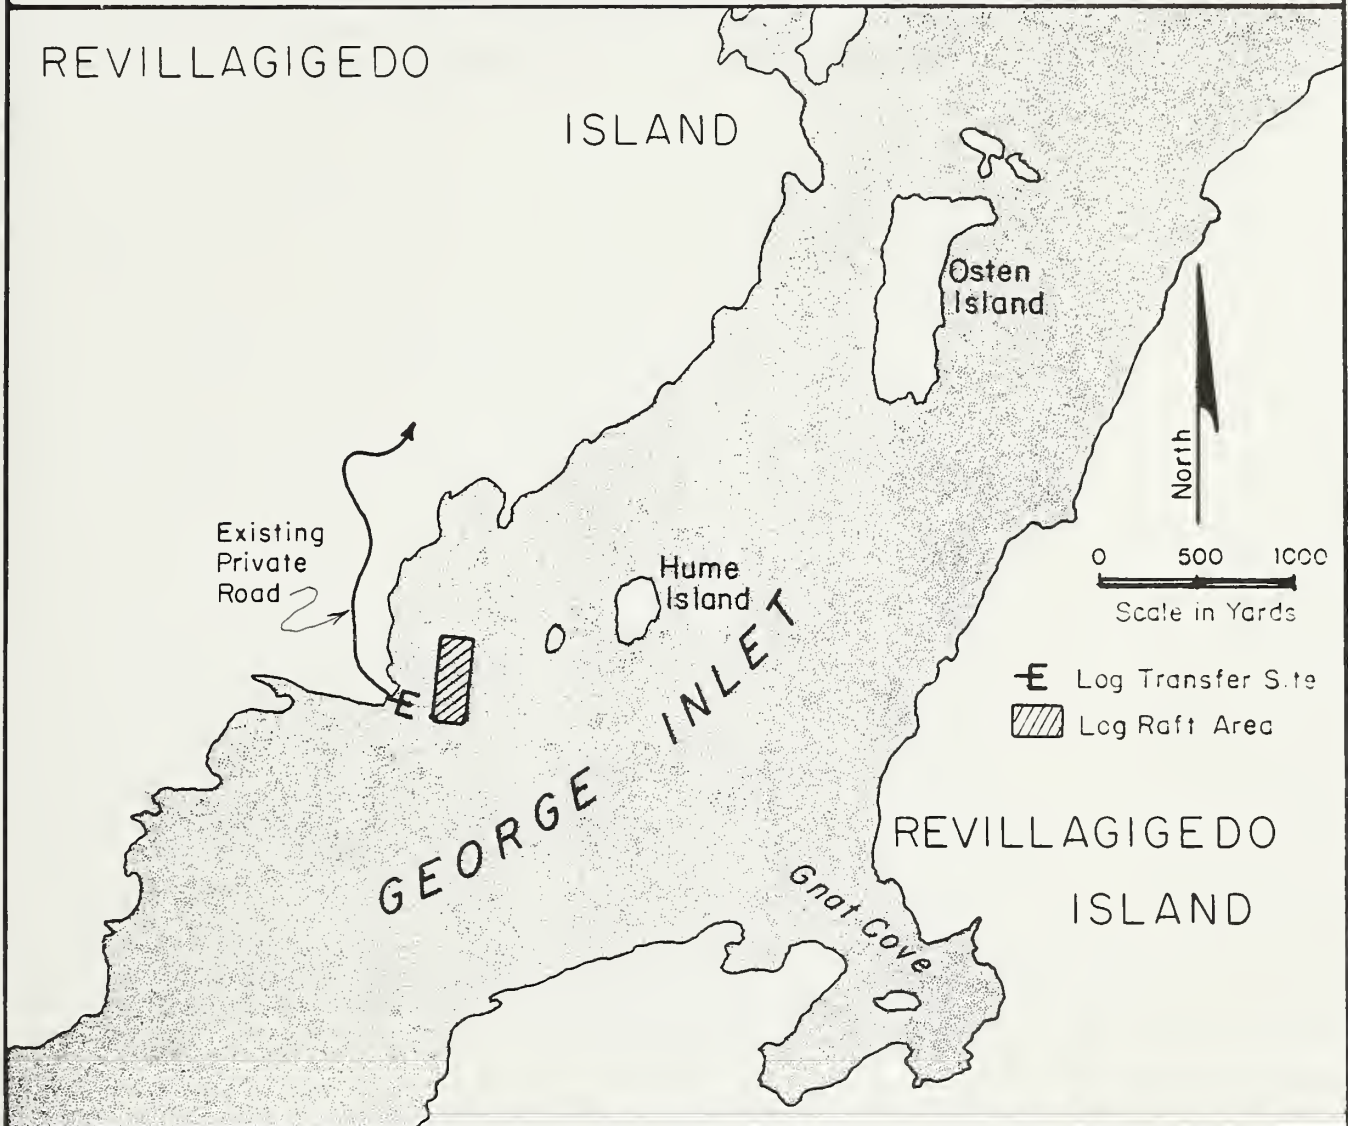 REVILLAGIGEDO
ISLAND
Osten
Island
North
Existing
Private
Road
Hume
Island
0 500 1000
Scale in Yards
Log Transfer Site
Log Raft Area
GEORGE INLET
REVILLAGIGEDO
ISLAND
Gnat Cove